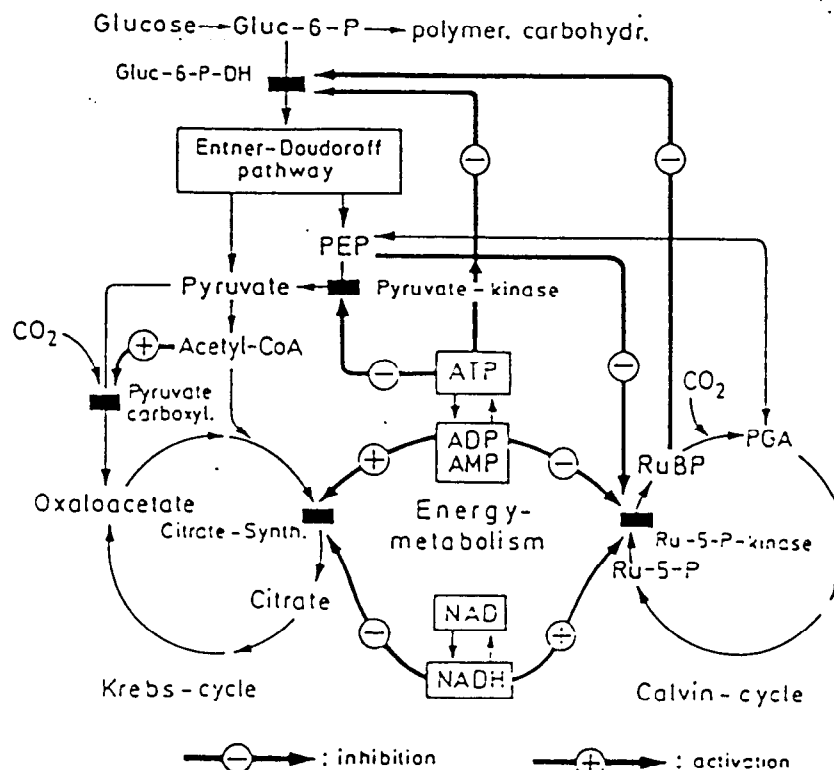 Glucose → Gluc-6-P → polymer. carbohydr.
Gluc-6-P-DH
Entner-Doudoroff
pathway
PEP
Pyruvate
Pyruvate-kinase
CO2
Acetyl-CoA
ATP
CO2
Pyruvate
carboxyl.
ADP
AMP
PGA
RuBP
Oxaloacetate
Citrate-Synth.
Energy-
metabolism
Ru-5-P-kinase
Ru-5-P
Citrate
NAD
NADH
Krebs-cycle
Calvin-cycle
− : inhibition
+ : activation